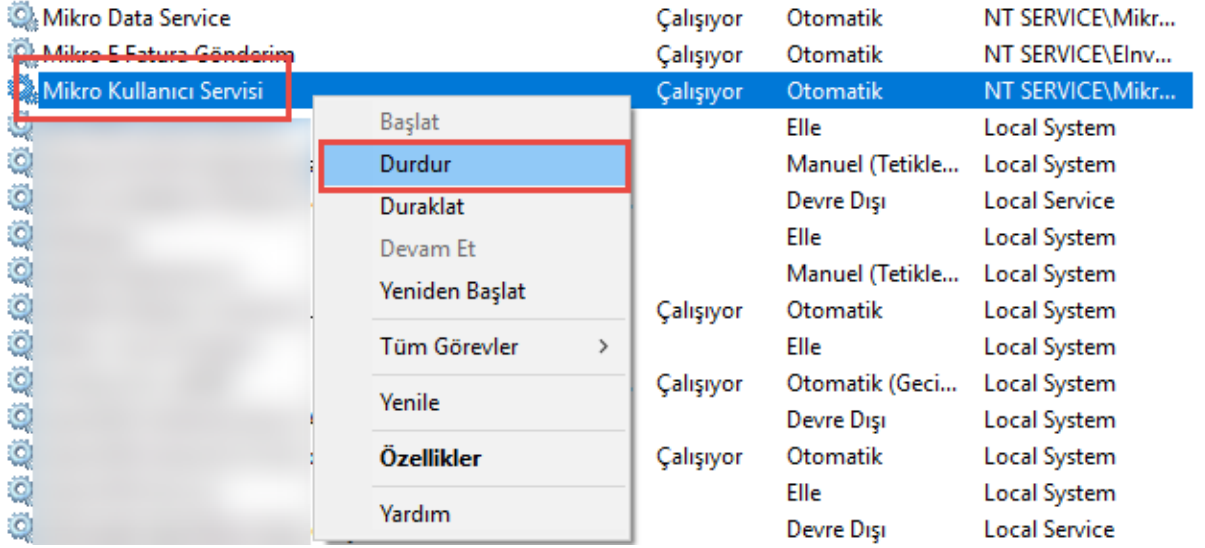 Mikro Data Service Çalışıyor Otomatik NT SERVICE\Mikr...
Mikro E Fatura Gönderim Çalışıyor Otomatik NT SERVICE\EInv...
Mikro Kullanıcı Servisi Çalışıyor Otomatik NT SERVICE\Mikr...
Başlat
Elle Local System
Durdur
Manuel (Tetikle... Local System
Duraklat
Devre Dışı Local Service
Devam Et
Elle Local System
Manuel (Tetikle... Local System
Yeniden Başlat
Çalışıyor Otomatik Local System
Tüm Görevler >
Elle Local System
Çalışıyor Otomatik (Geci... Local System
Yenile
Devre Dışı Local System
Özellikler
Çalışıyor Otomatik Local System
Elle Local System
Yardım
Devre Dışı Local Service